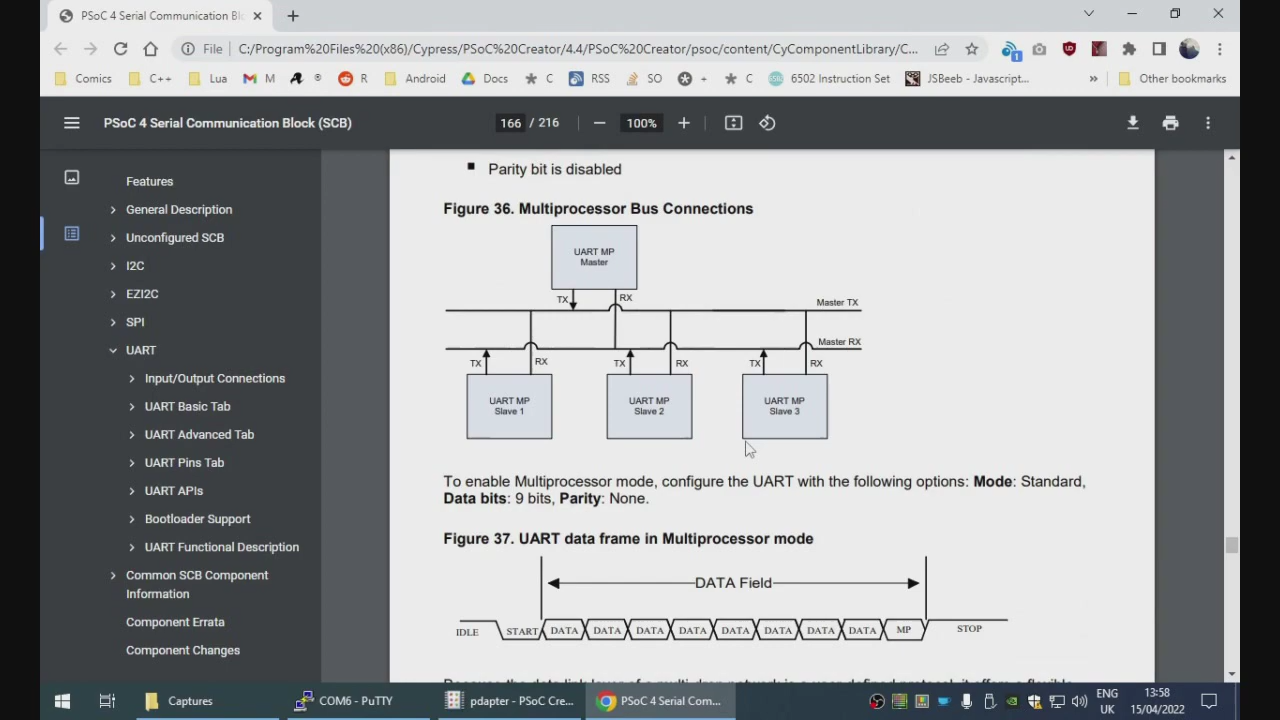 PSoC 4 Serial Communication Blo
File
C:/Program%20Files%20(x86)/Cypress/PSoC%20Creator/4.4/PSoC%20Creator/psoc/content/CyComponentLibrary/C...
1
Comics
C++
Lua
M
®
R
Android
Docs
C
RSS
SO
+
C
6502 Instruction Set
JSBeeb - Javascript...
»
Other bookmarks
PSoC 4 Serial Communication Block (SCB)
166 / 216
100%
Features
General Description
Unconfigured SCB
I2C
EZI2C
SPI
UART
Input/Output Connections
UART Basic Tab
UART Advanced Tab
UART Pins Tab
UART APIs
Bootloader Support
UART Functional Description
Common SCB Component
Information
Component Errata
Component Changes
Parity bit is disabled
Figure 36. Multiprocessor Bus Connections
UART MP
Master
TX
RX
Master TX
Master RX
TX
RX
TX
RX
TX
RX
UART MP
Slave 1
UART MP
Slave 2
UART MP
Slave 3
To enable Multiprocessor mode, configure the UART with the following options: Mode: Standard,
Data bits: 9 bits, Parity: None.
Figure 37. UART data frame in Multiprocessor mode
DATA Field
IDLE START DATA DATA DATA DATA DATA DATA DATA DATA MP STOP
Captures
COM6 - PuTTY
pdapter - PSoC Cre...
PSoC 4 Serial Com...
ENG
UK
13:58
15/04/2022